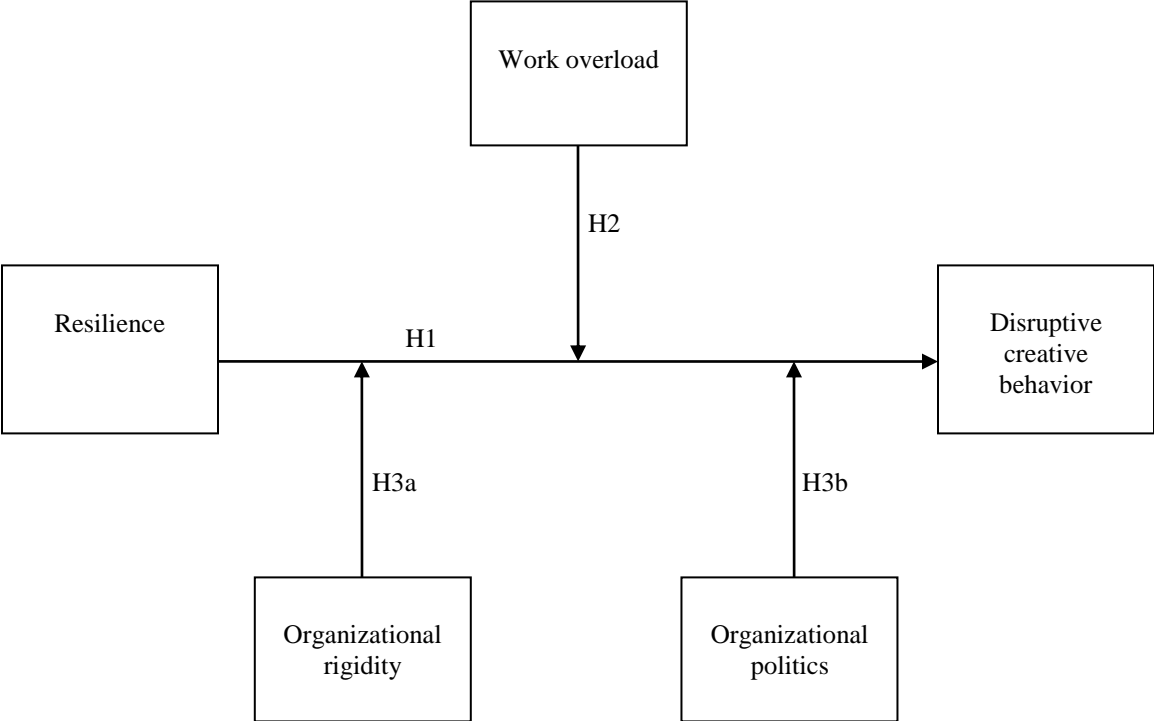 Work overload
H2
Resilience
H1
Disruptive
creative
behavior
H3a
H3b
Organizational
rigidity
Organizational
politics